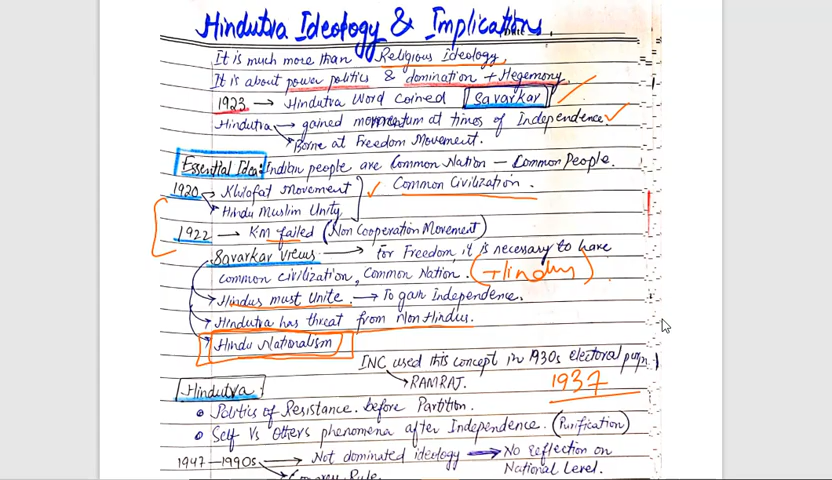 Hindutva Ideology & Implications.
It is much more than Religious Ideology.
It is about power politics & domination + Hegemony.
1923 → Hindutva Word Coined Savarkar
Hindutva → gained momentum at times of Independence.
→ Borne at Freedom Movement.
Essential Idea: Indian people are Common Nation – Common People.
1920 → Khilofat Movement Common Civilization.
→ Hindu Muslim Unity
1922 → KM failed (Non Cooperation Movement)
Savarkar views → For Freedom, it is necessary to have
common civilization, Common Nation. (Hindus)
→ Hindus must Unite → To gain Independence.
→ Hindutva has threat from Non Hindus.
→ Hindu Nationalism
INC used this concept in 1930s electoral
→ RAMRAJ. 1937
Hindutva:
• Politics of Resistance before Partition.
• Self Vs Others phenomena after Independence. (Purification)
1947–1990s → Not dominated ideology → No Reflection on
National Level.
Rule